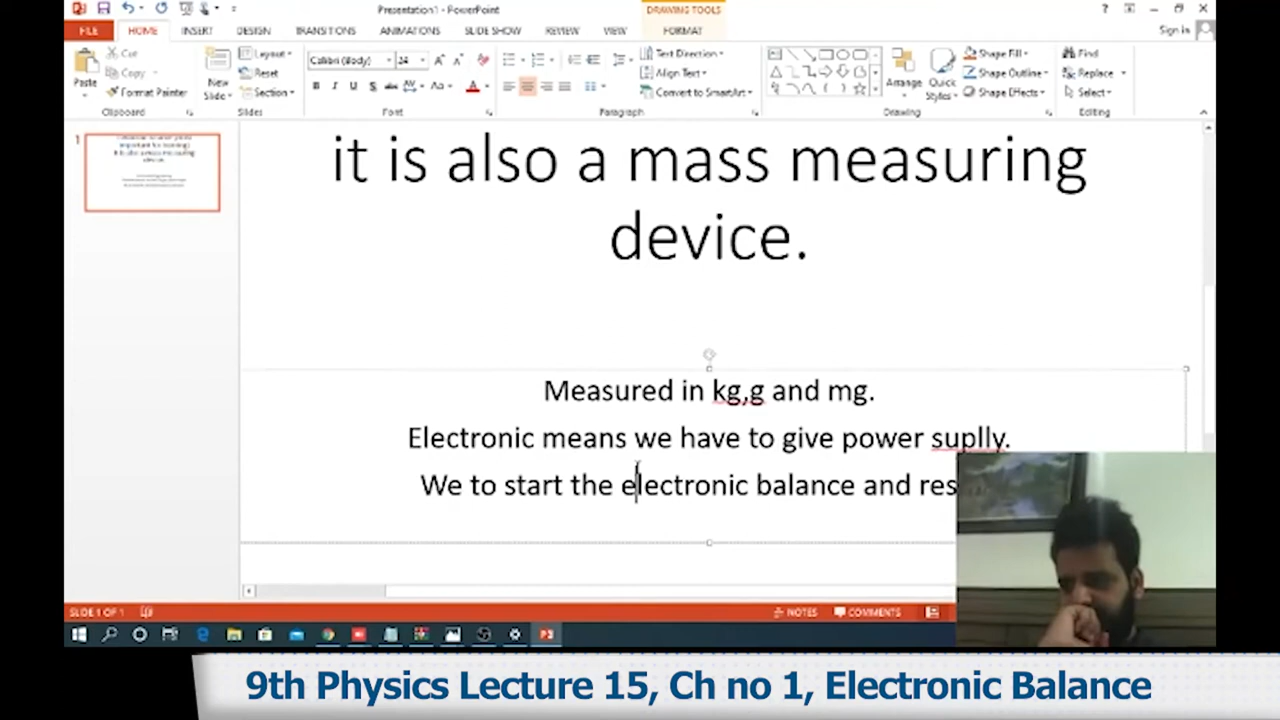 Presentation1 - PowerPoint
DRAWING TOOLS
Sign in
FILE HOME INSERT DESIGN TRANSITIONS ANIMATIONS SLIDE SHOW REVIEW VIEW FORMAT
Paste
Cut
Copy
Format Painter
Clipboard
New Slide
Layout
Reset
Section
Slides
Calibri (Body) 24
Font
Paragraph
Text Direction
Align Text
Convert to SmartArt
Arrange
Quick Styles
Shape Fill
Shape Outline
Shape Effects
Drawing
Find
Replace
Select
Editing
1
it is also a mass measuring
device.
Measured in kg,g and mg.
Electronic means we have to give power suplly.
We to start the electronic balance and res
SLIDE 1 OF 1
NOTES
COMMENTS
9th Physics Lecture 15, Ch no 1, Electronic Balance